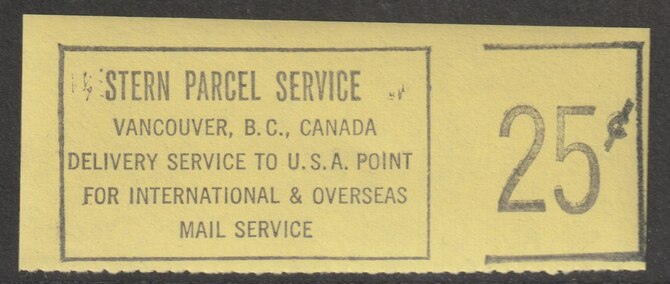 STERN PARCEL SERVICE
VANCOUVER, B.C., CANADA
DELIVERY SERVICE TO U.S.A. POINT
FOR INTERNATIONAL & OVERSEAS
MAIL SERVICE
25¢